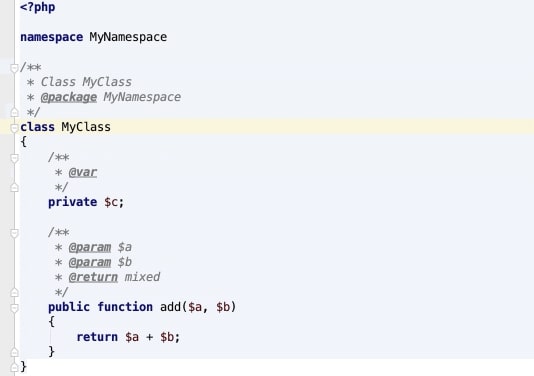 <?php
namespace MyNamespace
/**
* Class MyClass
* @package MyNamespace
*/
class MyClass
{
/**
* @var
*/
private $c;
/**
* @param $a
* @param $b
* @return mixed
*/
public function add($a, $b)
{
return $a + $b;
}
}